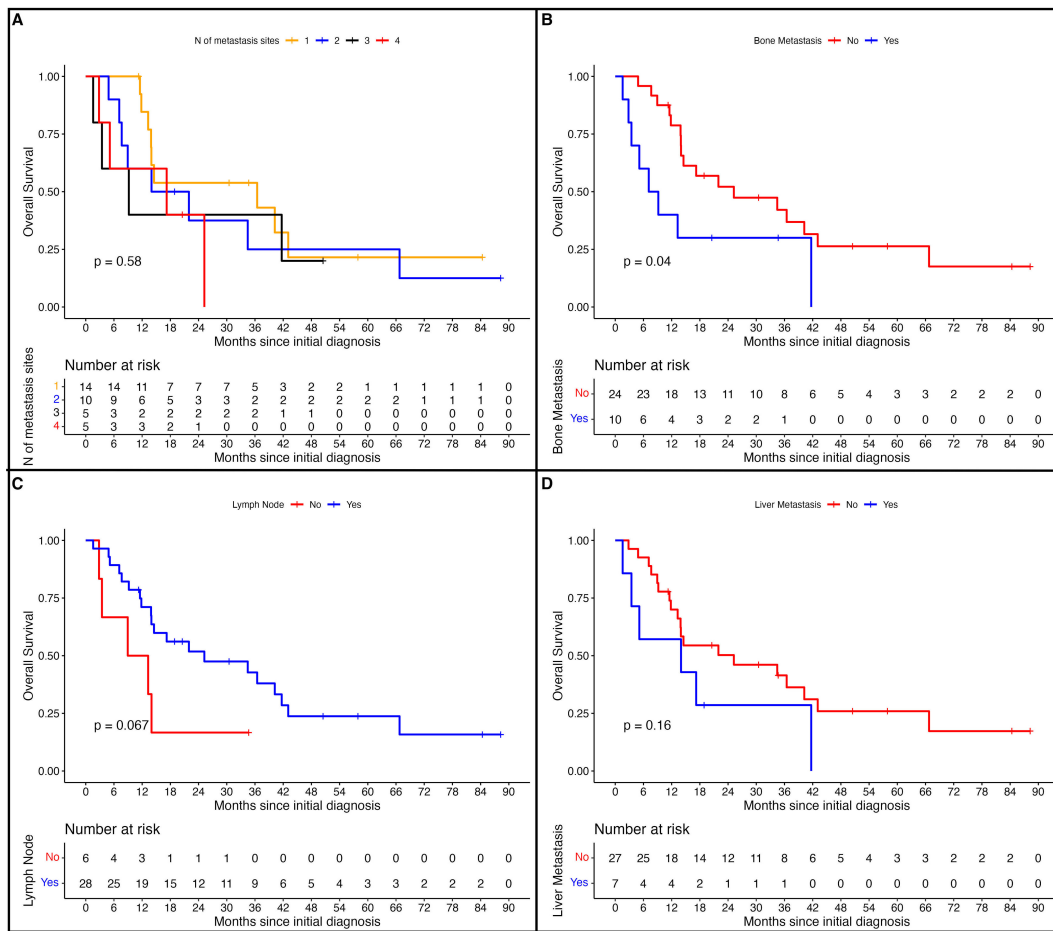 A
N of metastasis sites 1 2 3 4
Overall Survival
1.00
0.75
0.50
0.25
0.00
p = 0.58
0 6 12 18 24 30 36 42 48 54 60 66 72 78 84 90
Months since initial diagnosis
Number at risk
N of metastasis sites
1 14 14 11 7 7 7 5 3 2 2 1 1 1 1 1 0
2 10 9 6 5 3 3 2 2 2 2 2 2 1 1 1 0
3 5 3 2 2 2 2 2 1 1 0 0 0 0 0 0 0
4 5 3 3 2 1 0 0 0 0 0 0 0 0 0 0 0
0 6 12 18 24 30 36 42 48 54 60 66 72 78 84 90
Months since initial diagnosis
B
Bone Metastasis No Yes
Overall Survival
1.00
0.75
0.50
0.25
0.00
p = 0.04
0 6 12 18 24 30 36 42 48 54 60 66 72 78 84 90
Months since initial diagnosis
Number at risk
Bone Metastasis
No 24 23 18 13 11 10 8 6 5 4 3 3 2 2 2 0
Yes 10 6 4 3 2 2 1 0 0 0 0 0 0 0 0 0
0 6 12 18 24 30 36 42 48 54 60 66 72 78 84 90
Months since initial diagnosis
C
Lymph Node No Yes
Overall Survival
1.00
0.75
0.50
0.25
0.00
p = 0.067
0 6 12 18 24 30 36 42 48 54 60 66 72 78 84 90
Months since initial diagnosis
Number at risk
Lymph Node
No 6 4 3 1 1 1 0 0 0 0 0 0 0 0 0 0
Yes 28 25 19 15 12 11 9 6 5 4 3 3 2 2 2 0
0 6 12 18 24 30 36 42 48 54 60 66 72 78 84 90
Months since initial diagnosis
D
Liver Metastasis No Yes
Overall Survival
1.00
0.75
0.50
0.25
0.00
p = 0.16
0 6 12 18 24 30 36 42 48 54 60 66 72 78 84 90
Months since initial diagnosis
Number at risk
Liver Metastasis
No 27 25 18 14 12 11 8 6 5 4 3 3 2 2 2 0
Yes 7 4 4 2 1 1 1 0 0 0 0 0 0 0 0 0
0 6 12 18 24 30 36 42 48 54 60 66 72 78 84 90
Months since initial diagnosis